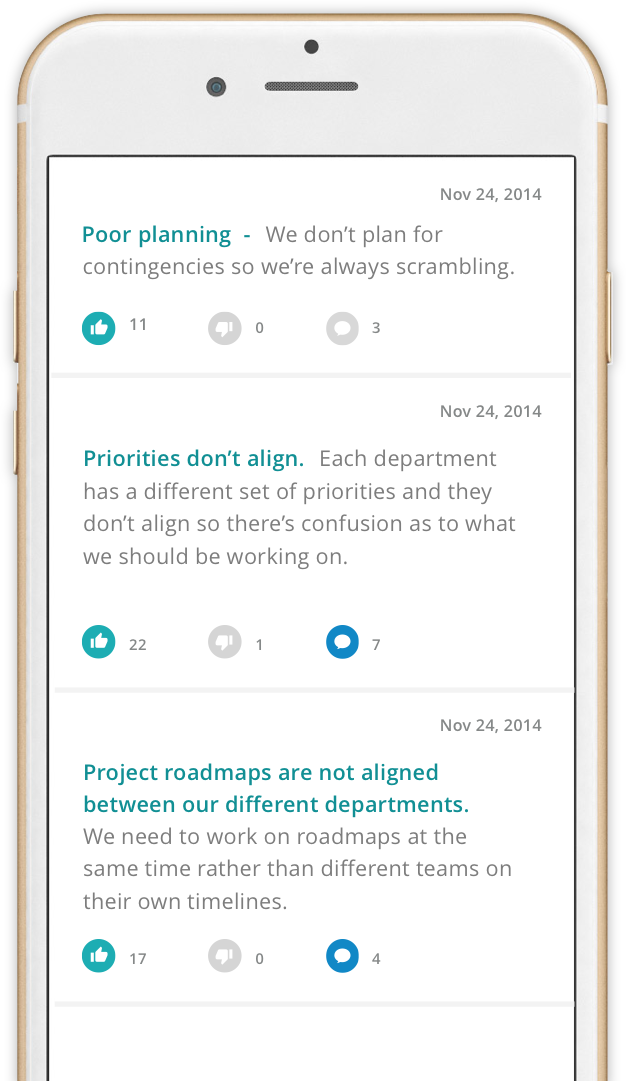 Nov 24, 2014
Poor planning - We don’t plan for
contingencies so we’re always scrambling.
11 0 3
Nov 24, 2014
Priorities don’t align. Each department
has a different set of priorities and they
don’t align so there’s confusion as to what
we should be working on.
22 1 7
Nov 24, 2014
Project roadmaps are not aligned
between our different departments.
We need to work on roadmaps at the
same time rather than different teams on
their own timelines.
17 0 4